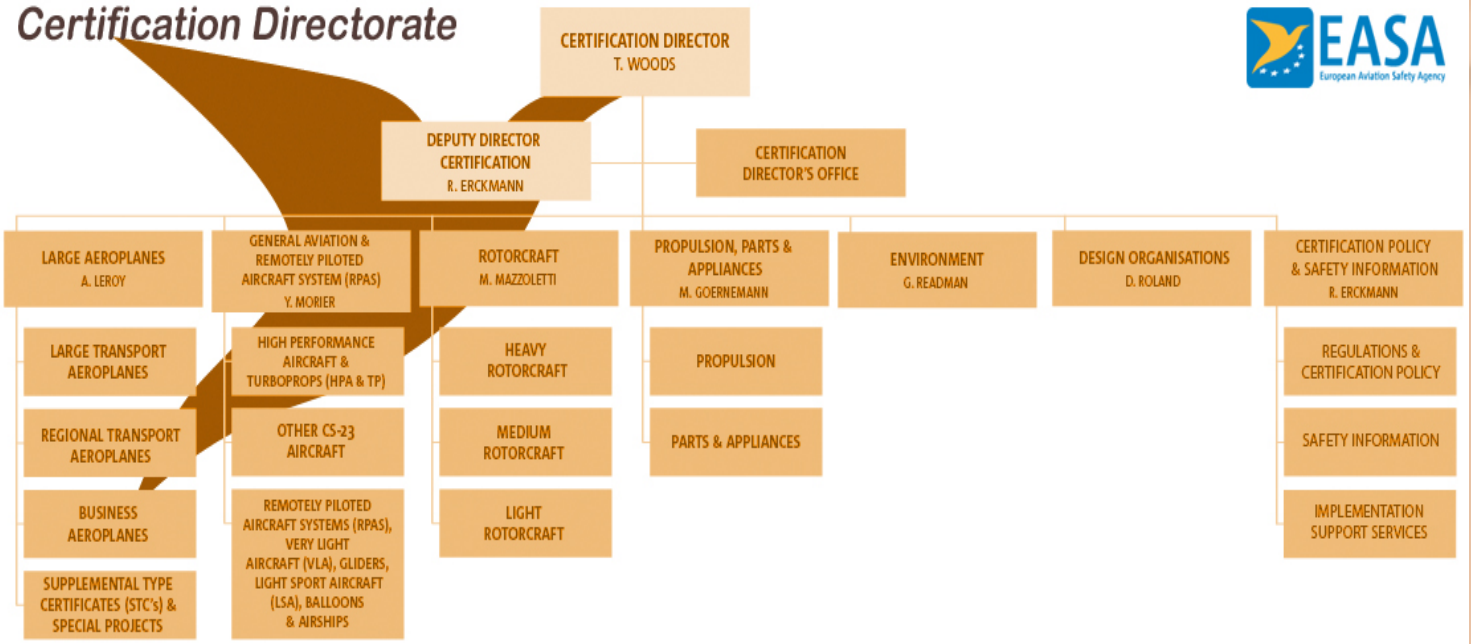 Certification Directorate
CERTIFICATION DIRECTOR
T. WOODS
EASA
European Aviation Safety Agency
DEPUTY DIRECTOR
CERTIFICATION
R. ERCKMANN
CERTIFICATION
DIRECTOR'S OFFICE
LARGE AEROPLANES
A. LEROY
GENERAL AVIATION &
REMOTELY PILOTED
AIRCRAFT SYSTEM (RPAS)
Y. MORIER
ROTORCRAFT
M. MAZZOLETTI
PROPULSION, PARTS &
APPLIANCES
M. GOERNEMANN
ENVIRONMENT
G. READMAN
DESIGN ORGANISATIONS
D. ROLAND
CERTIFICATION POLICY
& SAFETY INFORMATION
R. ERCKMANN
LARGE TRANSPORT
AEROPLANES
REGIONAL TRANSPORT
AEROPLANES
BUSINESS
AEROPLANES
SUPPLEMENTAL TYPE
CERTIFICATES (STC's) &
SPECIAL PROJECTS
HIGH PERFORMANCE
AIRCRAFT &
TURBOPROPS (HPA & TP)
OTHER CS-23
AIRCRAFT
REMOTELY PILOTED
AIRCRAFT SYSTEMS (RPAS),
VERY LIGHT
AIRCRAFT (VLA), GLIDERS,
LIGHT SPORT AIRCRAFT
(LSA), BALLOONS
& AIRSHIPS
HEAVY
ROTORCRAFT
MEDIUM
ROTORCRAFT
LIGHT
ROTORCRAFT
PROPULSION
PARTS & APPLIANCES
REGULATIONS &
CERTIFICATION POLICY
SAFETY INFORMATION
IMPLEMENTATION
SUPPORT SERVICES